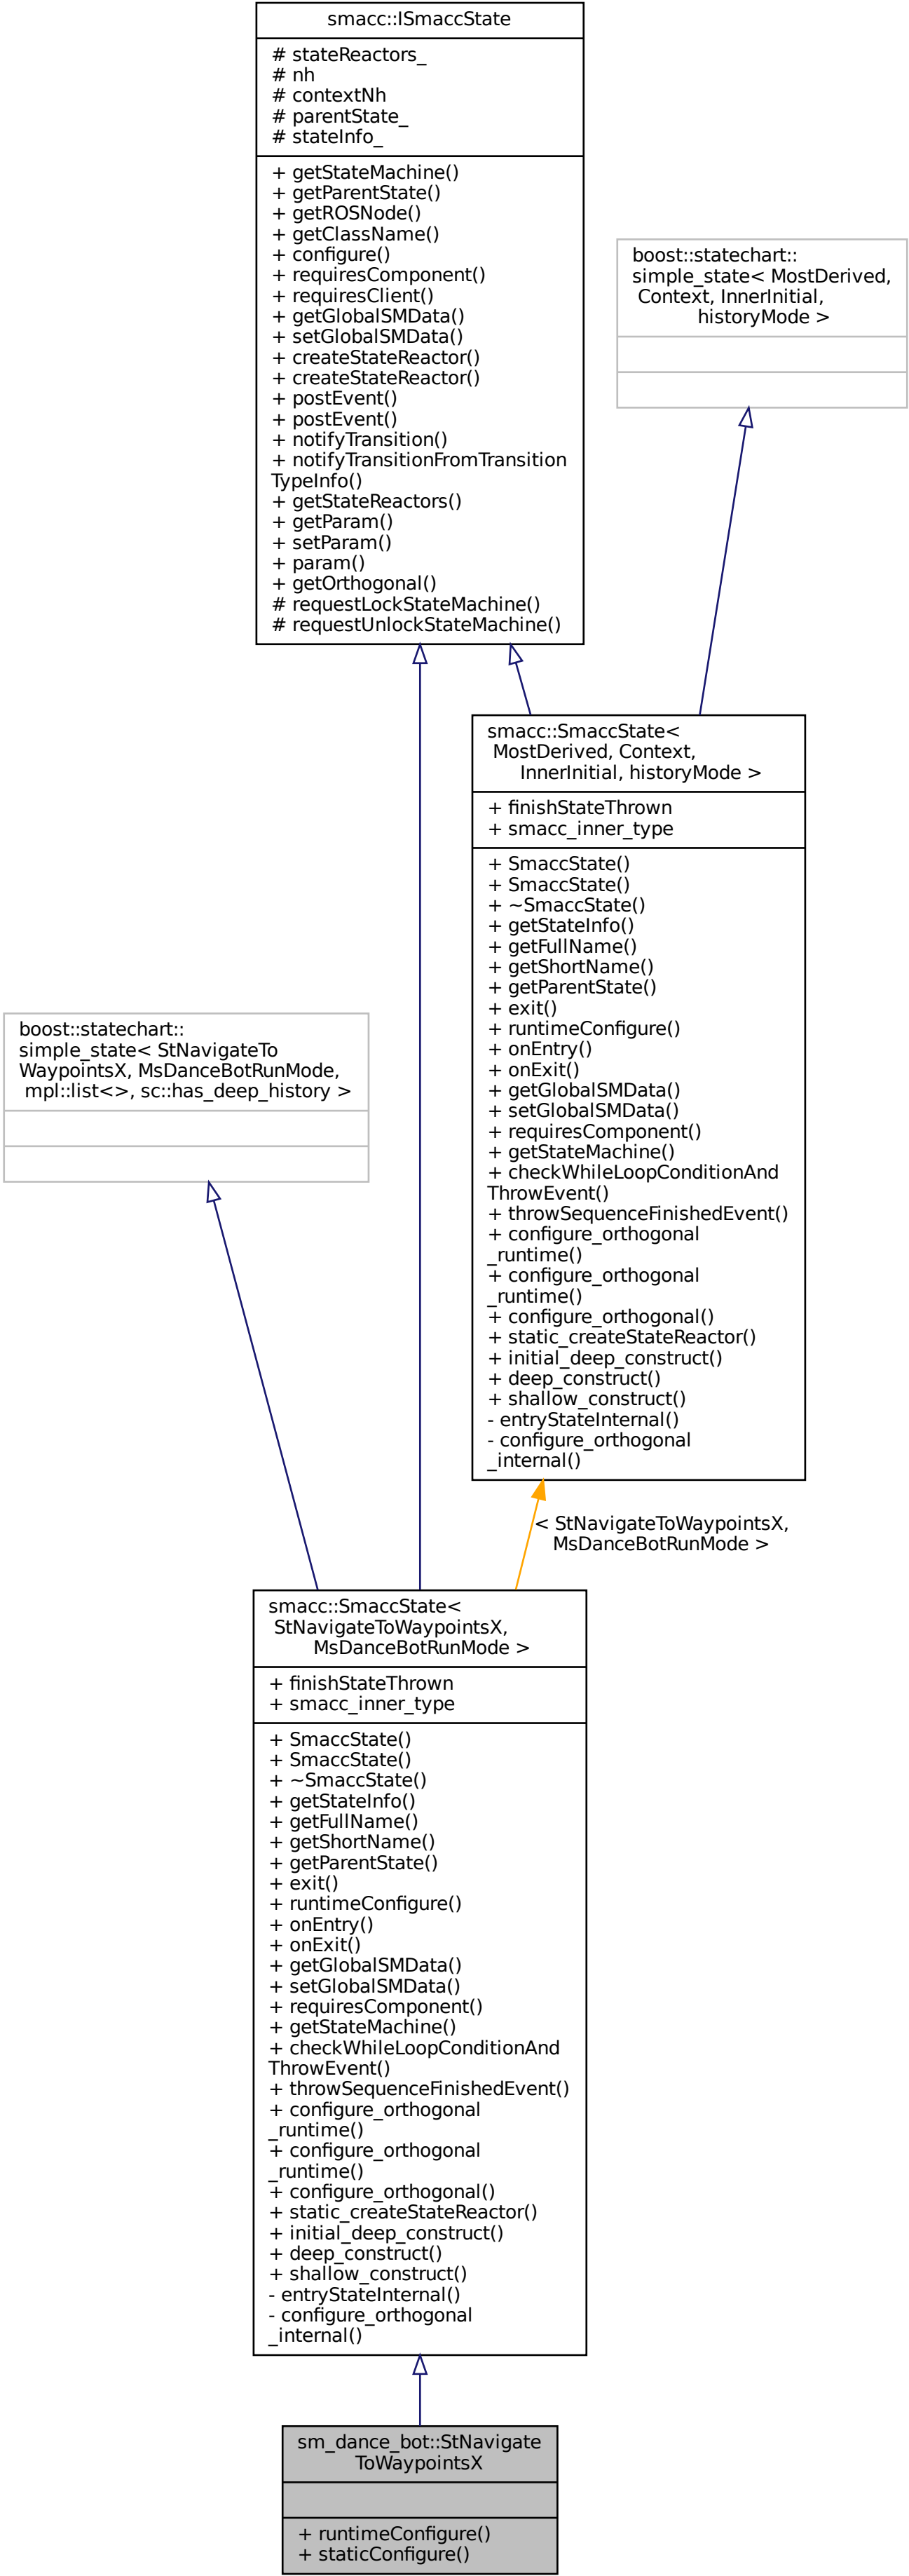 smacc::ISmaccState
# stateReactors_
# nh
# contextNh
# parentState_
# stateInfo_
+ getStateMachine()
+ getParentState()
+ getROSNode()
+ getClassName()
+ configure()
+ requiresComponent()
+ requiresClient()
+ getGlobalSMData()
+ setGlobalSMData()
+ createStateReactor()
+ createStateReactor()
+ postEvent()
+ postEvent()
+ notifyTransition()
+ notifyTransitionFromTransition
TypeInfo()
+ getStateReactors()
+ getParam()
+ setParam()
+ param()
+ getOrthogonal()
# requestLockStateMachine()
# requestUnlockStateMachine()
boost::statechart::
simple_state< MostDerived,
Context, InnerInitial,
historyMode >
smacc::SmaccState<
MostDerived, Context,
InnerInitial, historyMode >
+ finishStateThrown
+ smacc_inner_type
+ SmaccState()
+ SmaccState()
+ ~SmaccState()
+ getStateInfo()
+ getFullName()
+ getShortName()
+ getParentState()
+ exit()
+ runtimeConfigure()
+ onEntry()
+ onExit()
+ getGlobalSMData()
+ setGlobalSMData()
+ requiresComponent()
+ getStateMachine()
+ checkWhileLoopConditionAnd
ThrowEvent()
+ throwSequenceFinishedEvent()
+ configure_orthogonal
_runtime()
+ configure_orthogonal
_runtime()
+ configure_orthogonal()
+ static_createStateReactor()
+ initial_deep_construct()
+ deep_construct()
+ shallow_construct()
- entryStateInternal()
- configure_orthogonal
_internal()
boost::statechart::
simple_state< StNavigateTo
WaypointsX, MsDanceBotRunMode,
mpl::list<>, sc::has_deep_history >
< StNavigateToWaypointsX,
MsDanceBotRunMode >
smacc::SmaccState<
StNavigateToWaypointsX,
MsDanceBotRunMode >
+ finishStateThrown
+ smacc_inner_type
+ SmaccState()
+ SmaccState()
+ ~SmaccState()
+ getStateInfo()
+ getFullName()
+ getShortName()
+ getParentState()
+ exit()
+ runtimeConfigure()
+ onEntry()
+ onExit()
+ getGlobalSMData()
+ setGlobalSMData()
+ requiresComponent()
+ getStateMachine()
+ checkWhileLoopConditionAnd
ThrowEvent()
+ throwSequenceFinishedEvent()
+ configure_orthogonal
_runtime()
+ configure_orthogonal
_runtime()
+ configure_orthogonal()
+ static_createStateReactor()
+ initial_deep_construct()
+ deep_construct()
+ shallow_construct()
- entryStateInternal()
- configure_orthogonal
_internal()
sm_dance_bot::StNavigate
ToWaypointsX
+ runtimeConfigure()
+ staticConfigure()